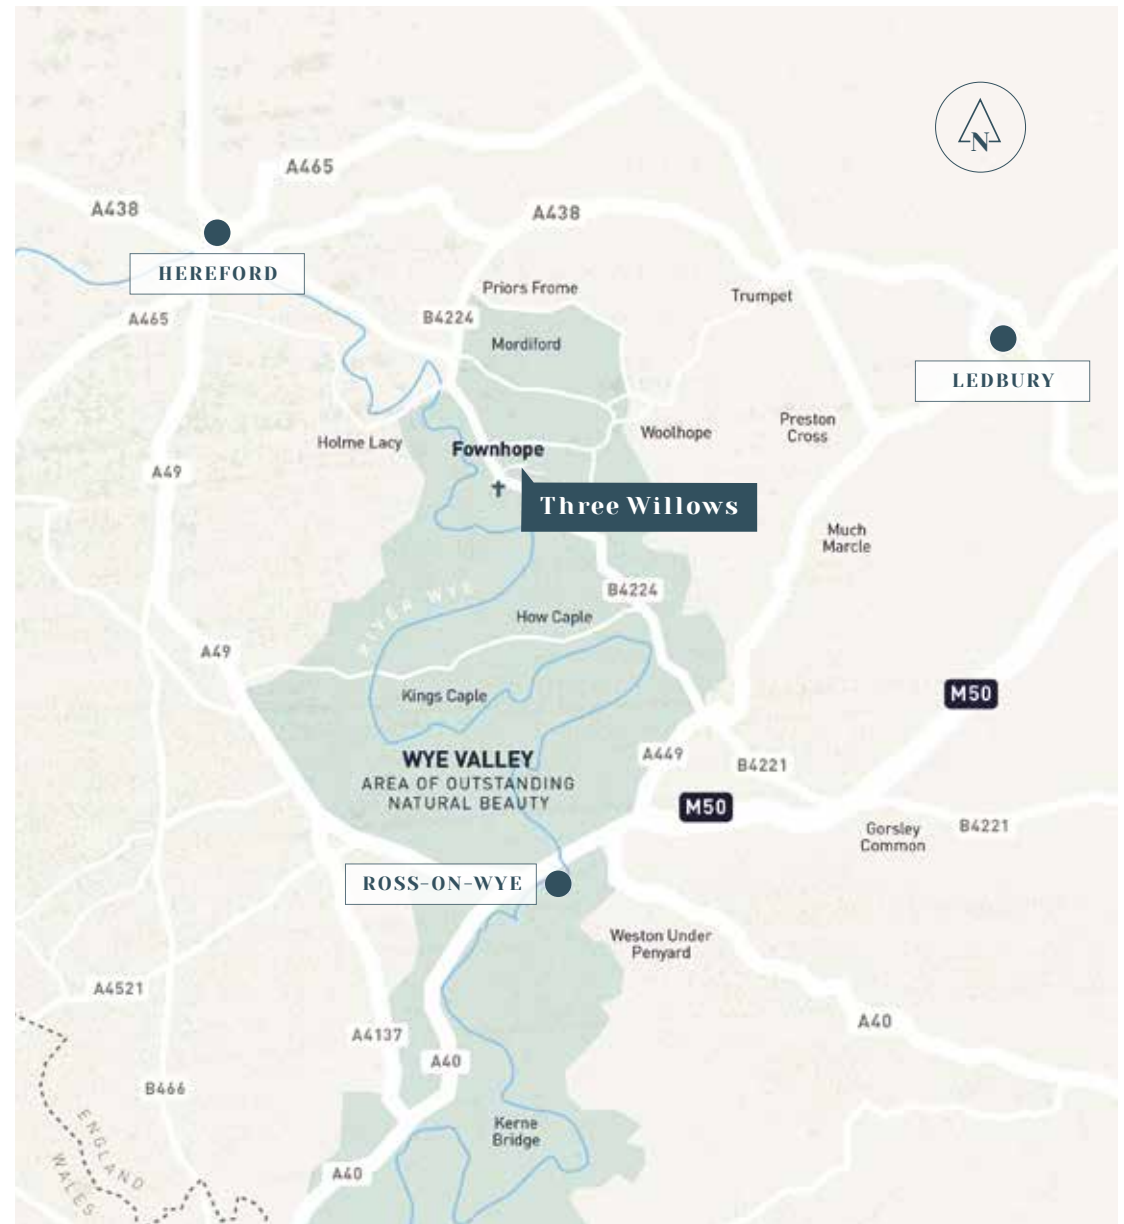 A465
A438
A438
N
HEREFORD
Priors Frome
Trumpet
A465
B4224
Mordiford
LEDBURY
Preston
Cross
Woolhope
Holme Lacy
Fownhope
A49
Three Willows
Much
Marcle
B4224
RIVER WYE
How Caple
A49
Kings Caple
M50
WYE VALLEY
AREA OF OUTSTANDING
NATURAL BEAUTY
A449
B4221
M50
Gorsley
Common
B4221
ROSS-ON-WYE
Weston Under
Penyard
A4521
A40
A4137
A40
B466
Kerne
Bridge
ENGLAND
WALES
A40